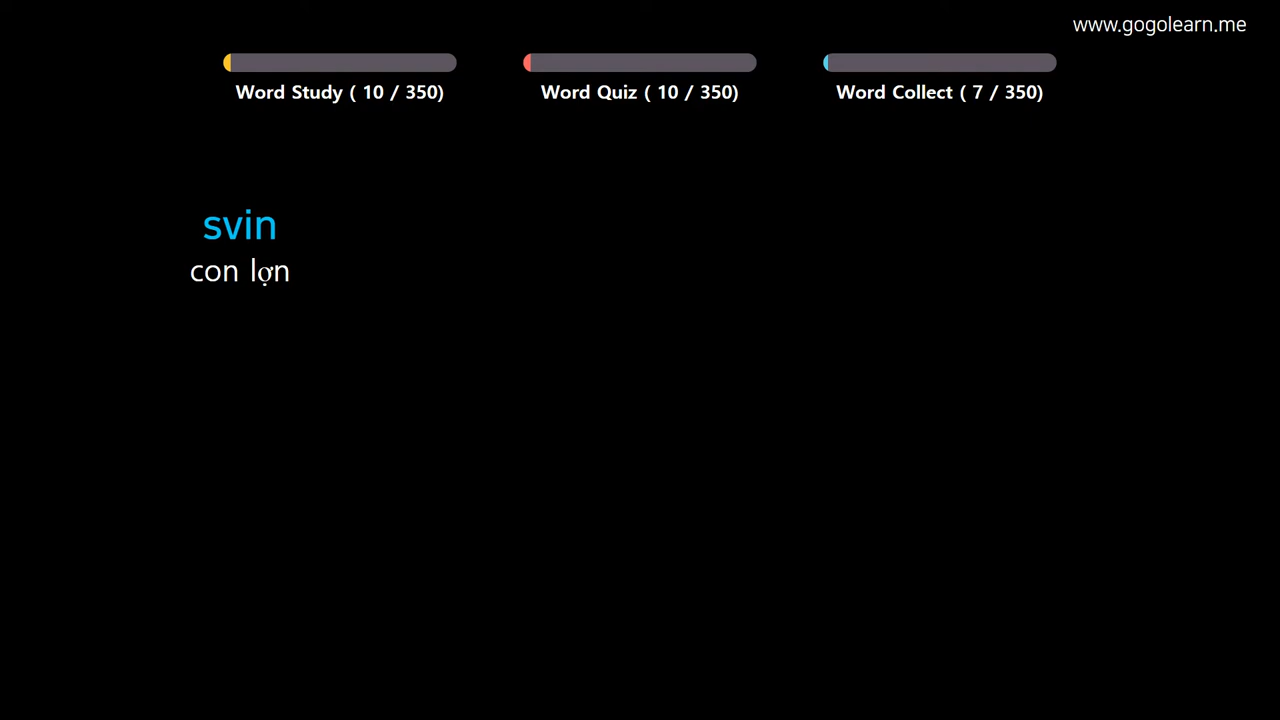 www.gogolearn.me
Word Study ( 10 / 350)
Word Quiz ( 10 / 350)
Word Collect ( 7 / 350)
svin
con lợn